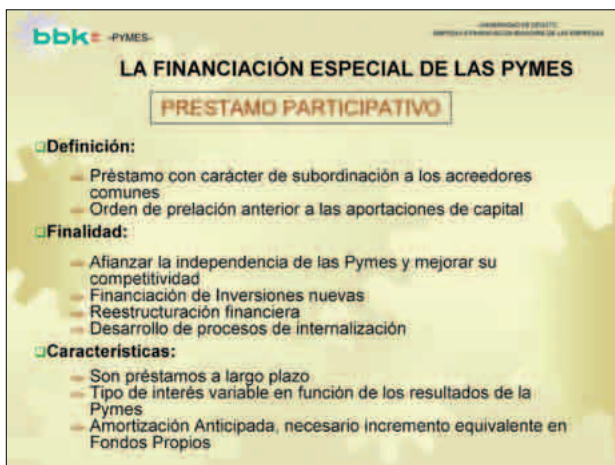 bbk= -PYMES-
UNIVERSIDAD DE DEUSTO
LA FINANCIACIÓN ESPECIAL DE LAS PYMES
PRÉSTAMO PARTICIPATIVO
Definición:
Préstamo con carácter de subordinación a los acreedores
comunes
Orden de prelación anterior a las aportaciones de capital
Finalidad:
Afianzar la independencia de las Pymes y mejorar su
competitividad
Financiación de Inversiones nuevas
Reestructuración financiera
Desarrollo de procesos de internalización
Características:
Son préstamos a largo plazo
Tipo de interés variable en función de los resultados de la
Pymes
Amortización Anticipada, necesario incremento equivalente en
Fondos Propios